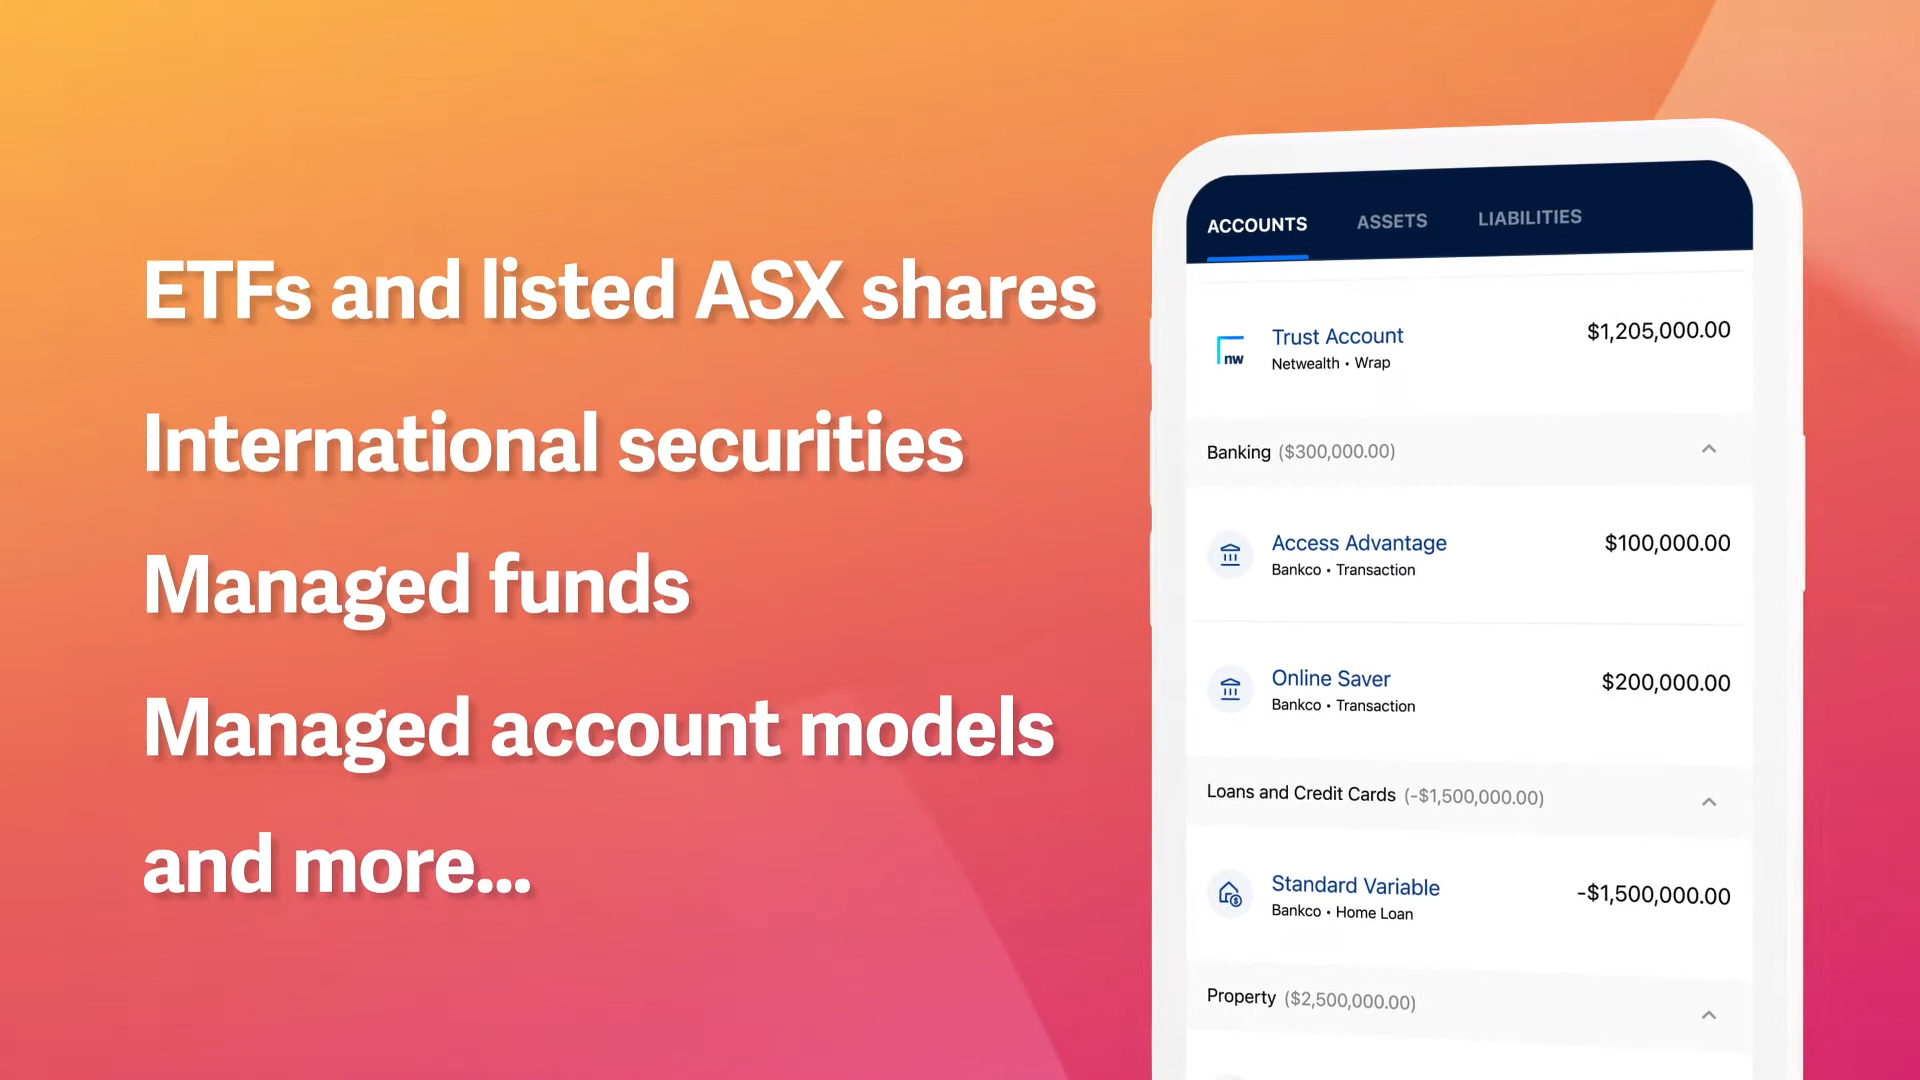 ETFs and listed ASX shares
International securities
Managed funds
Managed account models
and more...
ACCOUNTS ASSETS LIABILITIES
nw
Trust Account $1,205,000.00
Netwealth • Wrap
Banking ($300,000.00)
Access Advantage $100,000.00
Bankco • Transaction
Online Saver $200,000.00
Bankco • Transaction
Loans and Credit Cards (-$1,500,000.00)
Standard Variable -$1,500,000.00
Bankco • Home Loan
Property ($2,500,000.00)